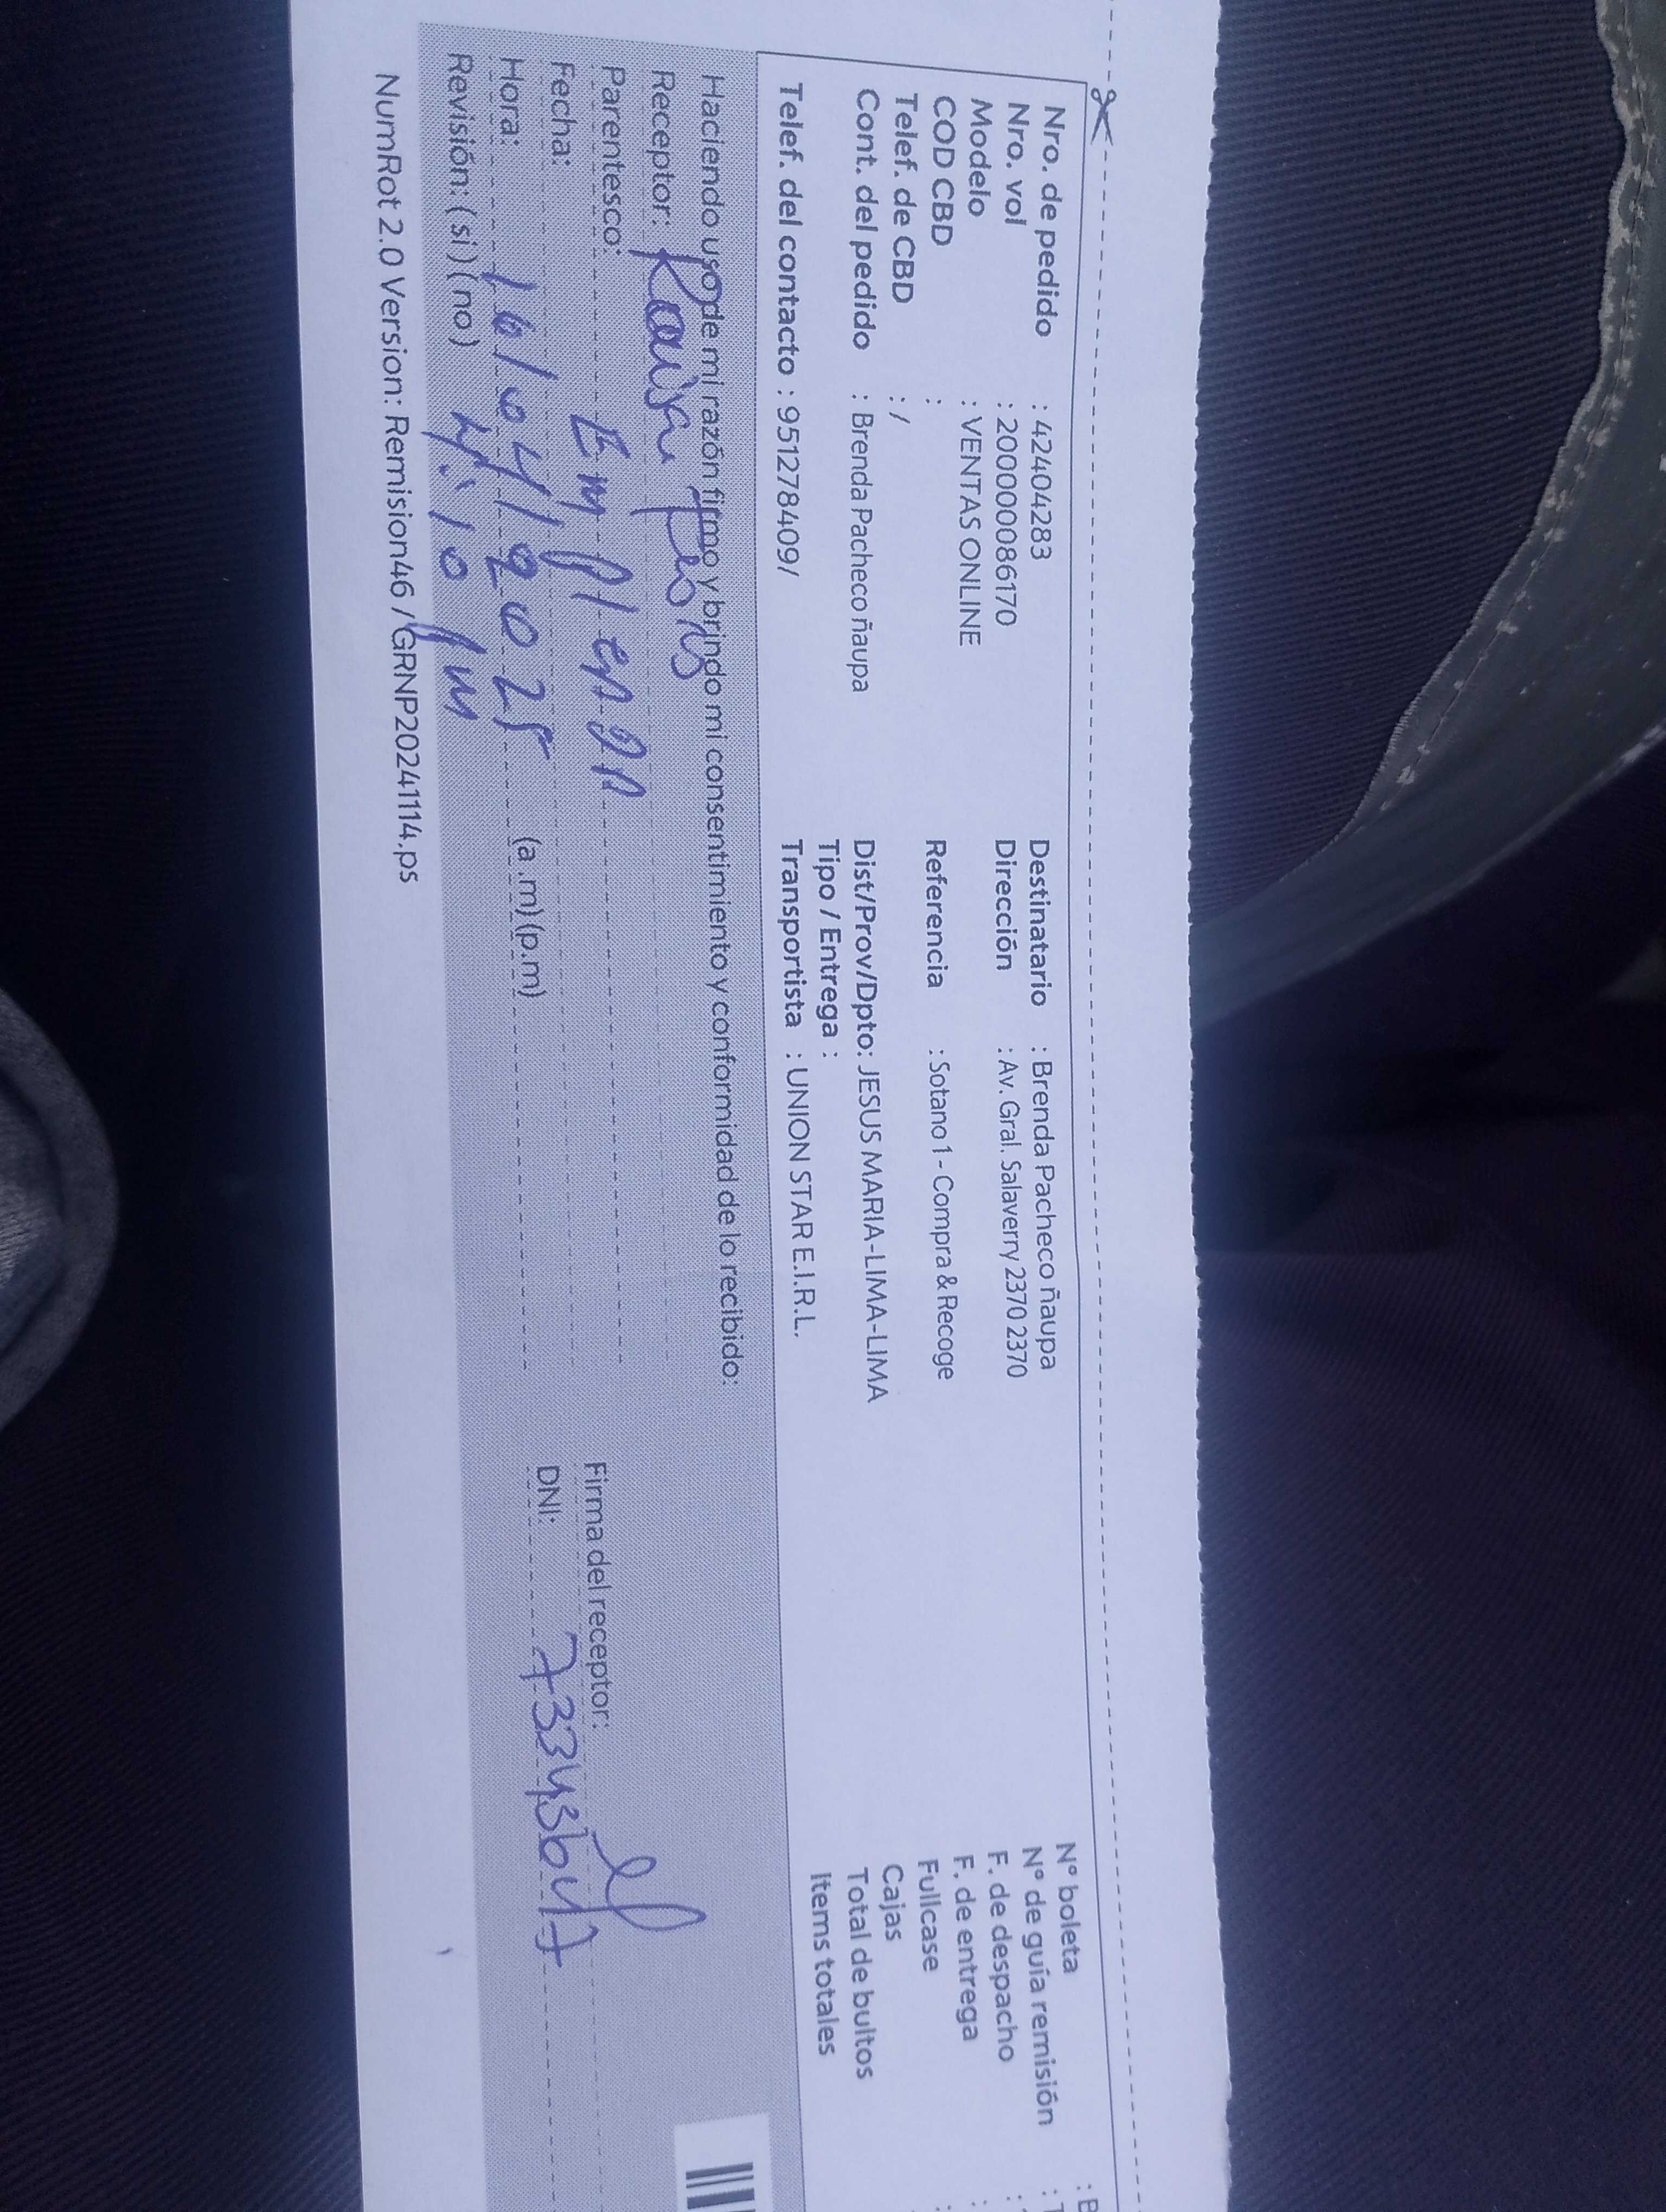 Nro. de pedido : 42404283
Nro. vol : 2000000086170
Modelo : VENTAS ONLINE
COD CBD :
Telef. de CBD : /
Cont. del pedido : Brenda Pacheco ñaupa
Telef. del contacto : 951278409/
Destinatario : Brenda Pacheco ñaupa
Dirección : Av. Gral. Salaverry 2370 2370
Referencia : Sotano 1 - Compra & Recoge
Dist/Prov/Dpto: JESUS MARIA-LIMA-LIMA
Tipo / Entrega :
Transportista : UNION STAR E.I.R.L.
N° boleta :
N° de guía remisión :
F. de despacho :
F. de entrega :
Fullcase :
Cajas
Total de bultos
Items totales
Haciendo uso de mi razón firmo y brindo mi consentimiento y conformidad de lo recibido:
Receptor:
Parentesco:
Fecha: 16/04/2025
Hora: 4:10 pm (a.m)(p.m)
Revisión: (si) (no)
Firma del receptor:
DNI: 73343647
NumRot 2.0 Version: Remision46 /GRNP20241114.ps